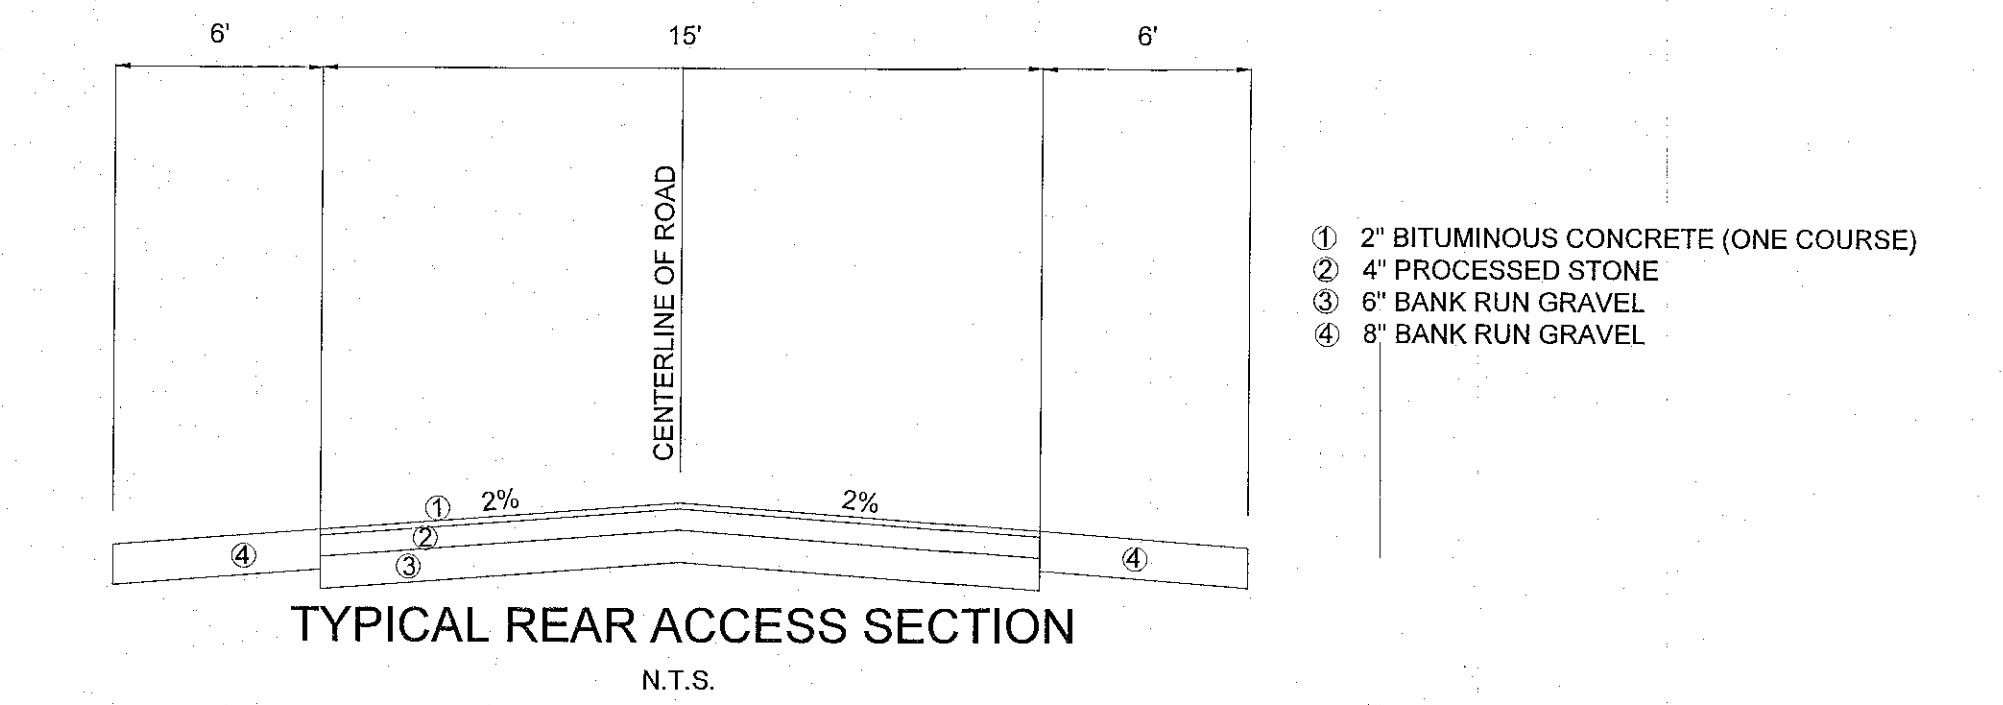 6' 15' 6'
CENTERLINE OF ROAD
① 2" BITUMINOUS CONCRETE (ONE COURSE)
② 4" PROCESSED STONE
③ 6" BANK RUN GRAVEL
④ 8" BANK RUN GRAVEL
① 2% 2%
②
④ ③ ④
TYPICAL REAR ACCESS SECTION
N.T.S.